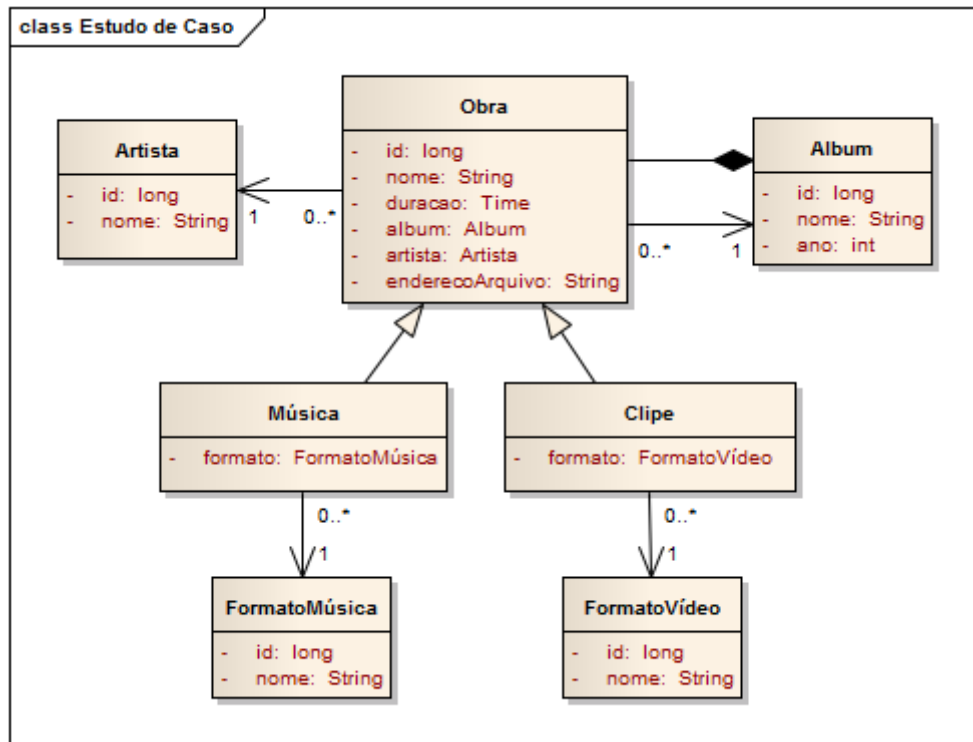 class Estudo de Caso
Artista
- id: long
- nome: String
1
0..*
Obra
- id: long
- nome: String
- duracao: Time
- album: Album
- artista: Artista
- enderecoArquivo: String
0..*
1
Album
- id: long
- nome: String
- ano: int
Música
- formato: FormatoMúsica
0..*
1
Clipe
- formato: FormatoVídeo
0..*
1
FormatoMúsica
- id: long
- nome: String
FormatoVídeo
- id: long
- nome: String